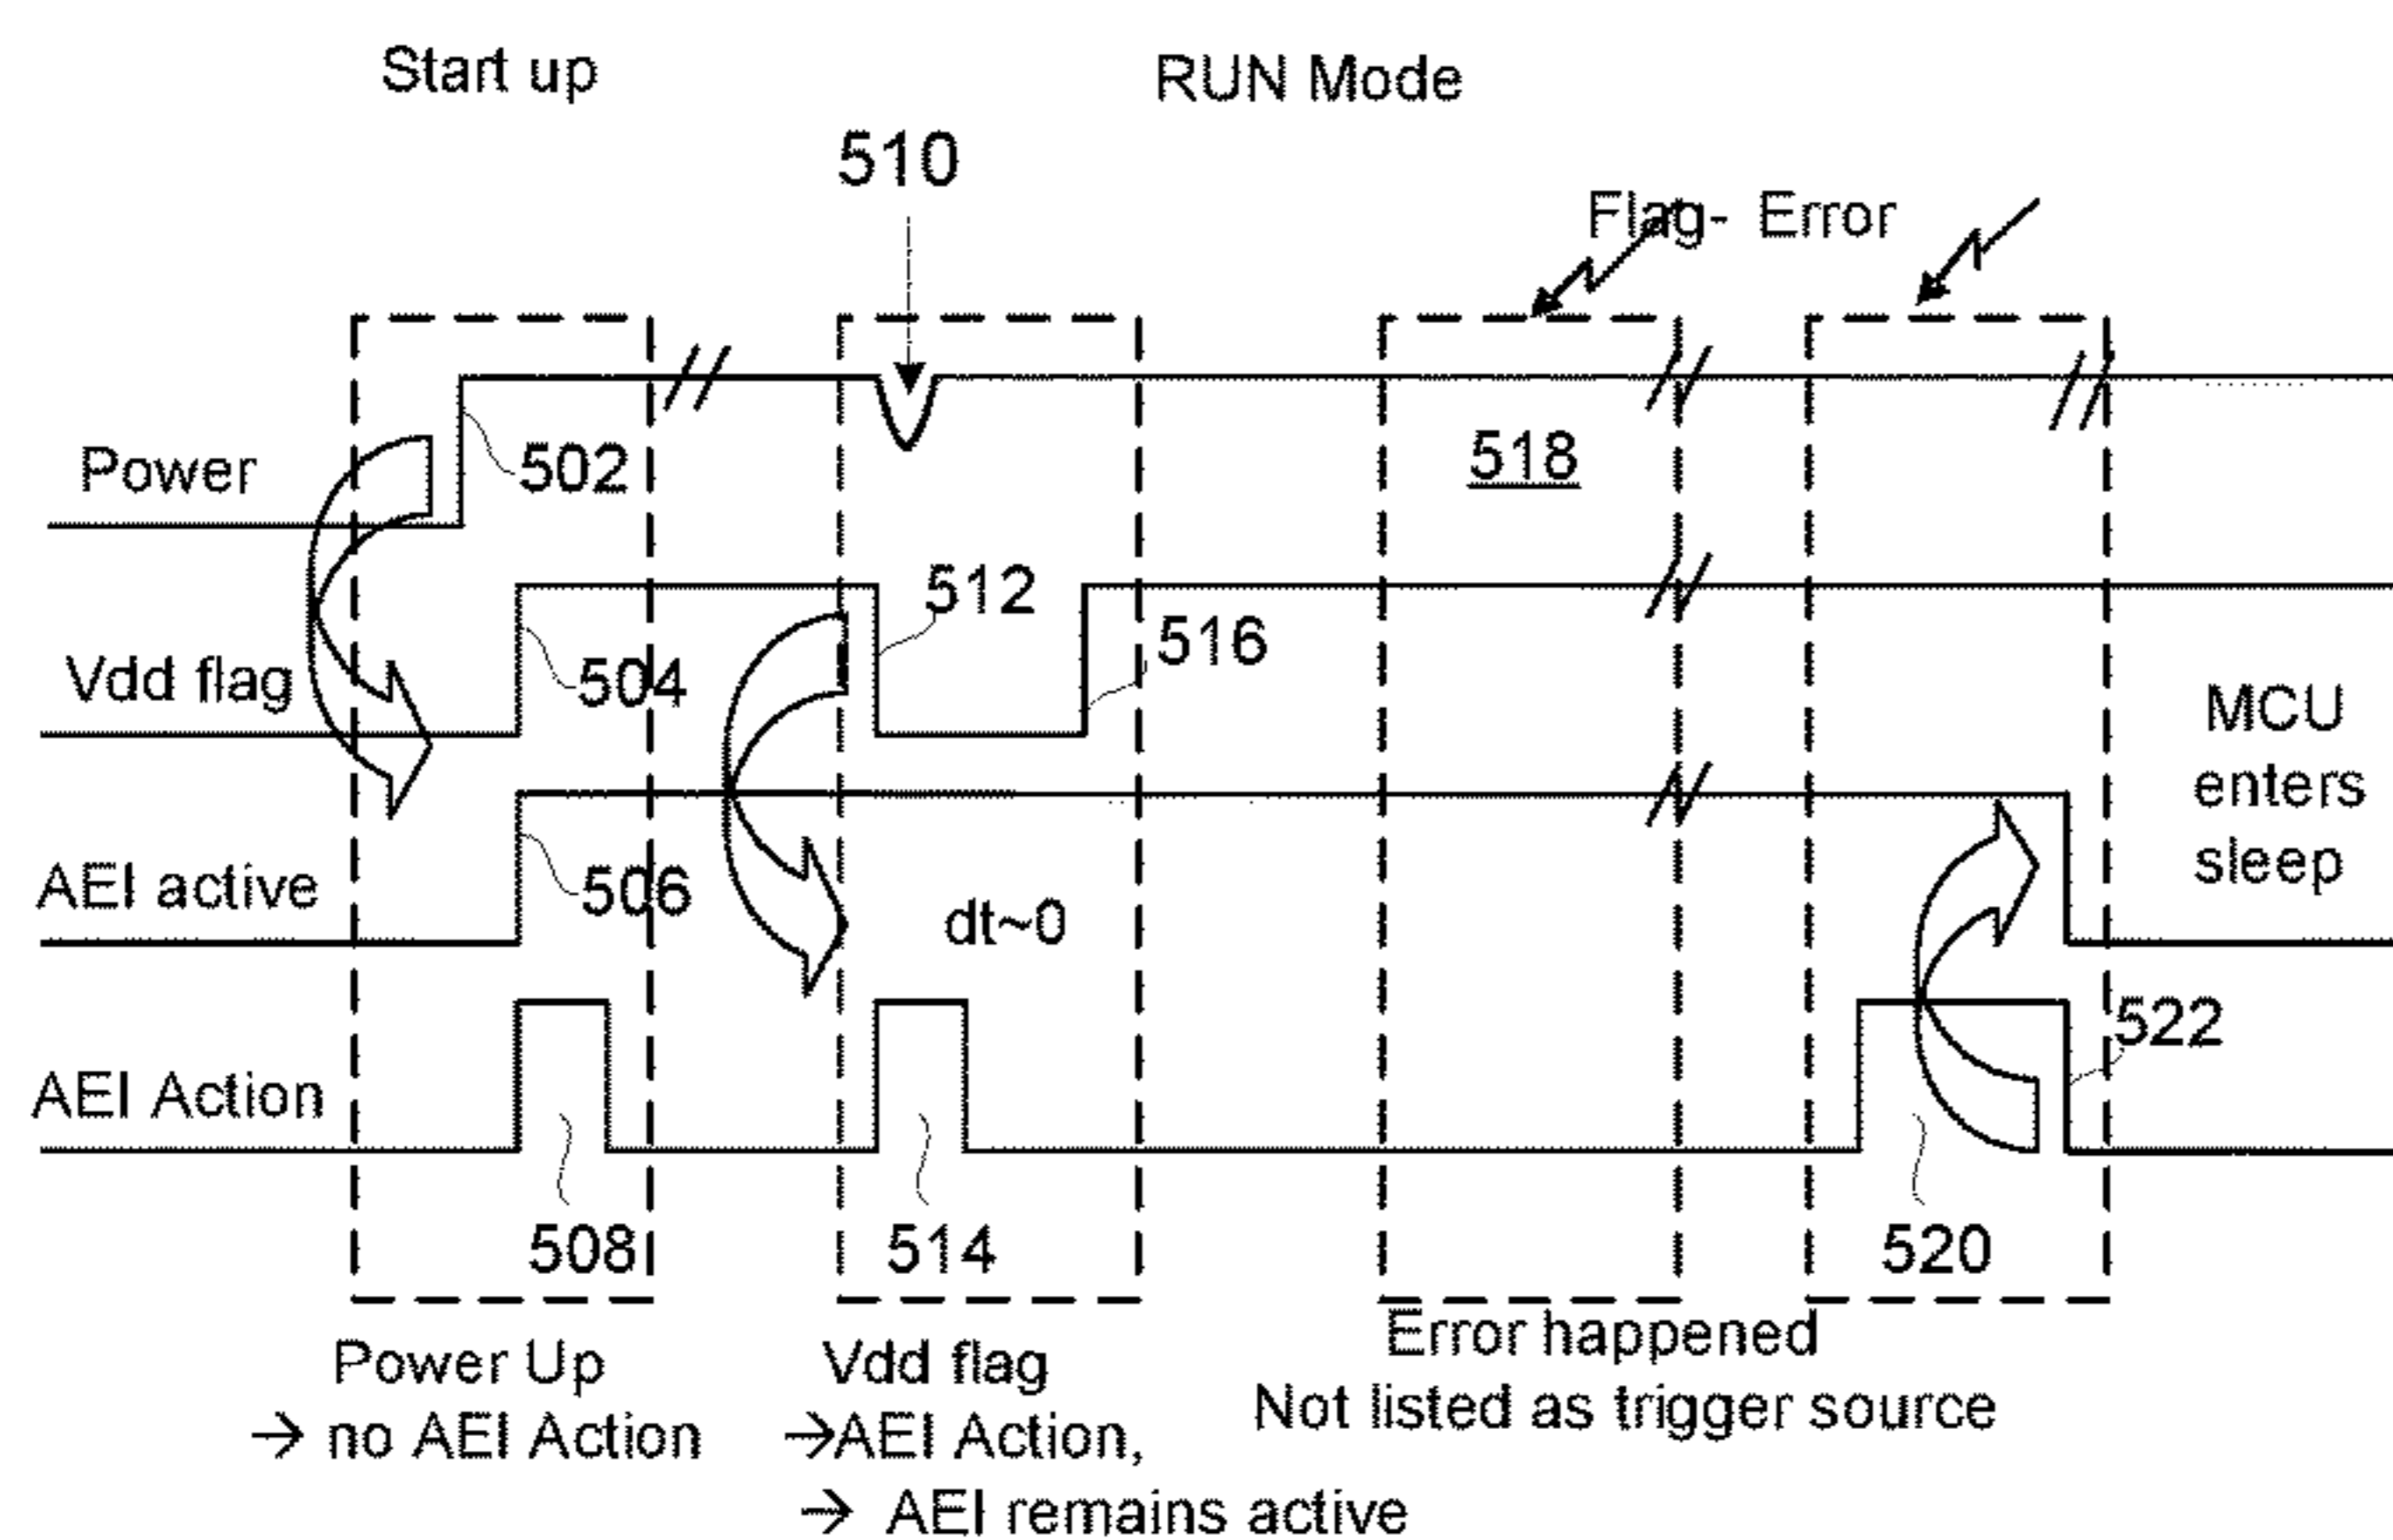 Start up
RUN Mode
510
Flag- Error
Power
502
518
512
516
Vdd flag
504
MCU
enters
sleep
AEI active
506
dt~0
522
AEI Action
508
514
520
Power Up
→ no AEI Action
Vdd flag
→AEI Action,
→ AEI remains active
Error happened
Not listed as trigger source